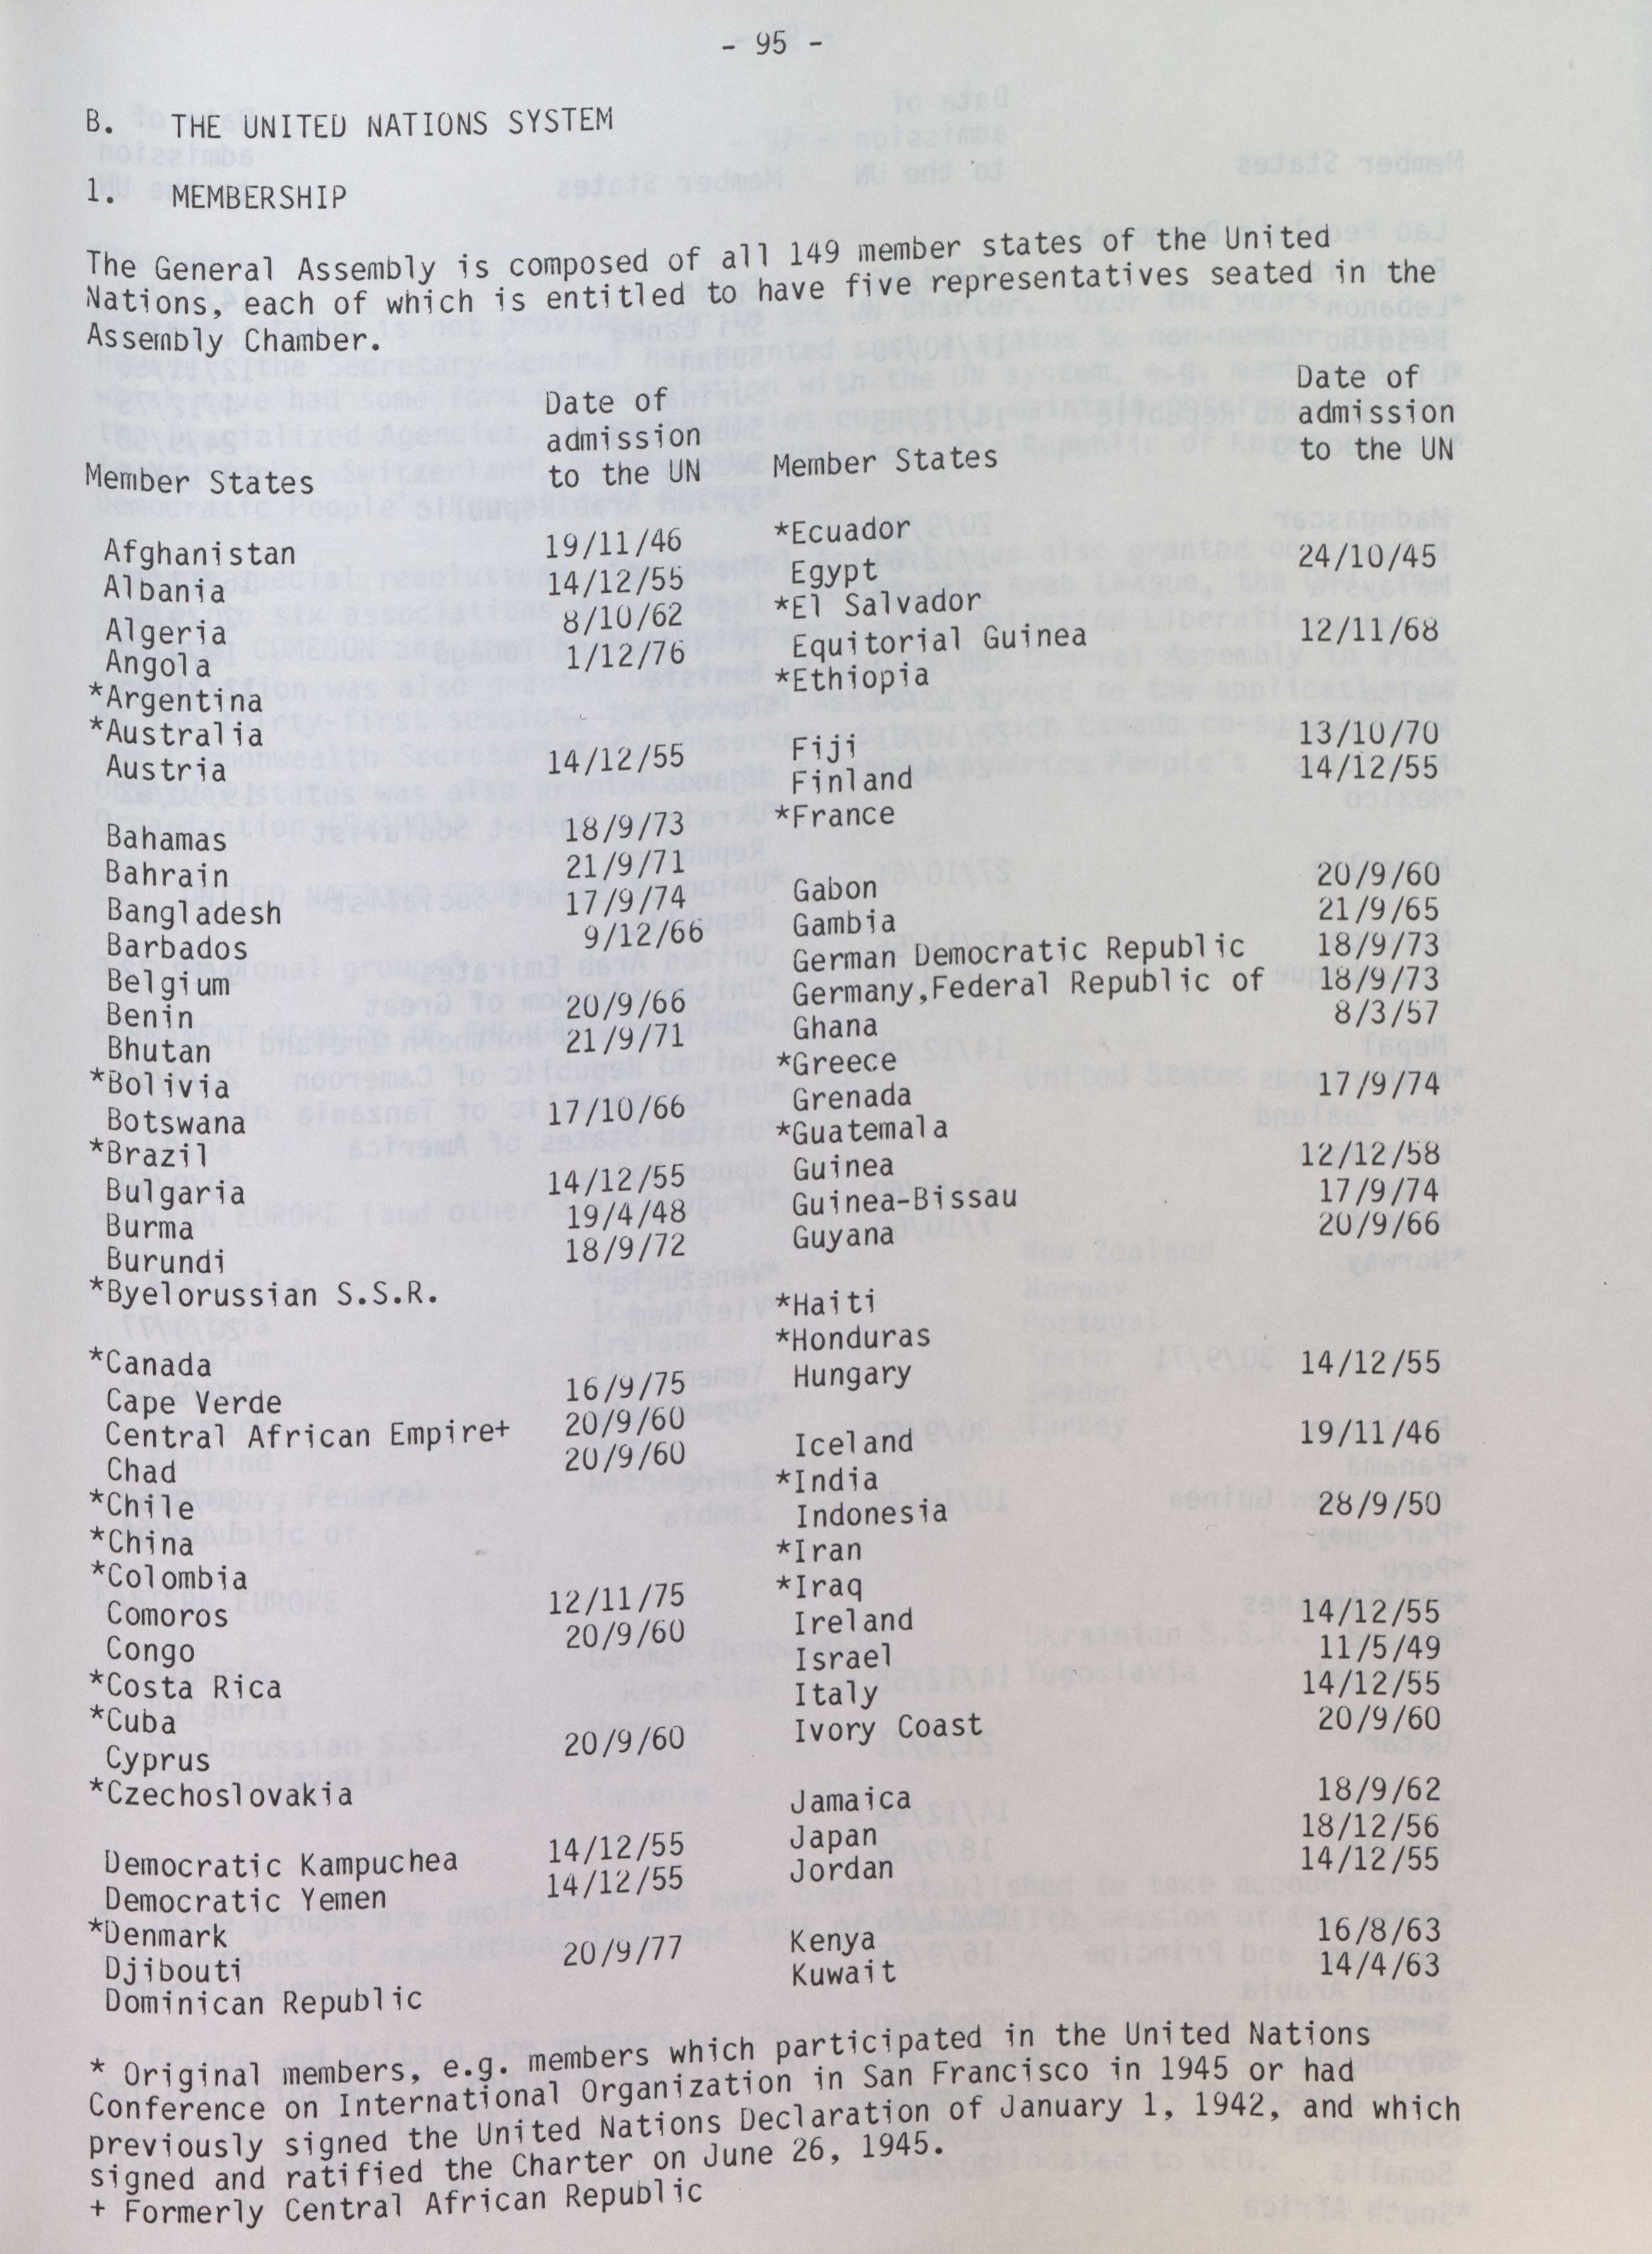 - 95 -
B. THE UNITED NATIONS SYSTEM
1. MEMBERSHIP
The General Assembly is composed of all 149 member states of the United
Nations, each of which is entitled to have five representatives seated in the
Assembly Chamber.
Member States
Date of
admission
to the UN
Afghanistan 19/11/46
Albania 14/12/55
Algeria 8/10/62
Angola 1/12/76
*Argentina
*Australia
Austria 14/12/55
Bahamas 18/9/73
Bahrain 21/9/71
Bangladesh 17/9/74
Barbados 9/12/66
Belgium
Benin 20/9/66
Bhutan 21/9/71
*Bolivia
Botswana 17/10/66
*Brazil
Bulgaria 14/12/55
Burma 19/4/48
Burundi 18/9/72
*Byelorussian S.S.R.
*Canada
Cape Verde 16/9/75
Central African Empire+ 20/9/60
Chad 20/9/60
*Chile
*China
*Colombia
Comoros 12/11/75
Congo 20/9/60
*Costa Rica
*Cuba
Cyprus 20/9/60
*Czechoslovakia
Democratic Kampuchea 14/12/55
Democratic Yemen 14/12/55
*Denmark
Djibouti 20/9/77
Dominican Republic
Member States
Date of
admission
to the UN
*Ecuador
Egypt 24/10/45
*El Salvador
Equitorial Guinea 12/11/68
*Ethiopia
Fiji 13/10/70
Finland 14/12/55
*France
Gabon 20/9/60
Gambia 21/9/65
German Democratic Republic 18/9/73
Germany,Federal Republic of 18/9/73
Ghana 8/3/57
*Greece
Grenada 17/9/74
*Guatemala
Guinea 12/12/58
Guinea-Bissau 17/9/74
Guyana 20/9/66
*Haiti
*Honduras
Hungary 14/12/55
Iceland 19/11/46
*India
Indonesia 28/9/50
*Iran
*Iraq
Ireland 14/12/55
Israel 11/5/49
Italy 14/12/55
Ivory Coast 20/9/60
Jamaica 18/9/62
Japan 18/12/56
Jordan 14/12/55
Kenya 16/8/63
Kuwait 14/4/63
* Original members, e.g. members which participated in the United Nations
Conference on International Organization in San Francisco in 1945 or had
previously signed the United Nations Declaration of January 1, 1942, and which
signed and ratified the Charter on June 26, 1945.
+ Formerly Central African Republic